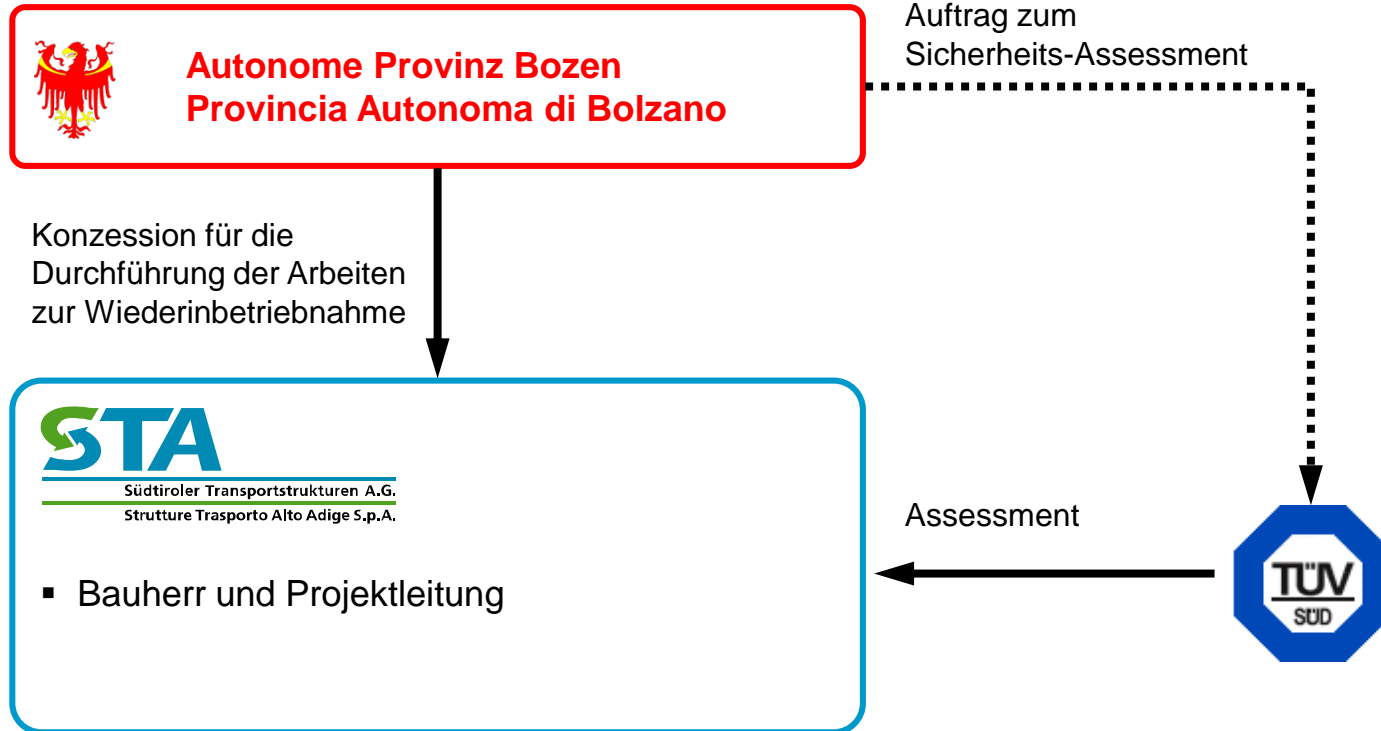 Auftrag zum
Sicherheits-Assessment
Autonome Provinz Bozen
Provincia Autonoma di Bolzano
Konzession für die
Durchführung der Arbeiten
zur Wiederinbetriebnahme
STA
Südtiroler Transportstrukturen A.G.
Strutture Trasporto Alto Adige S.p.A.
Assessment
TÜV
SÜD
▪ Bauherr und Projektleitung